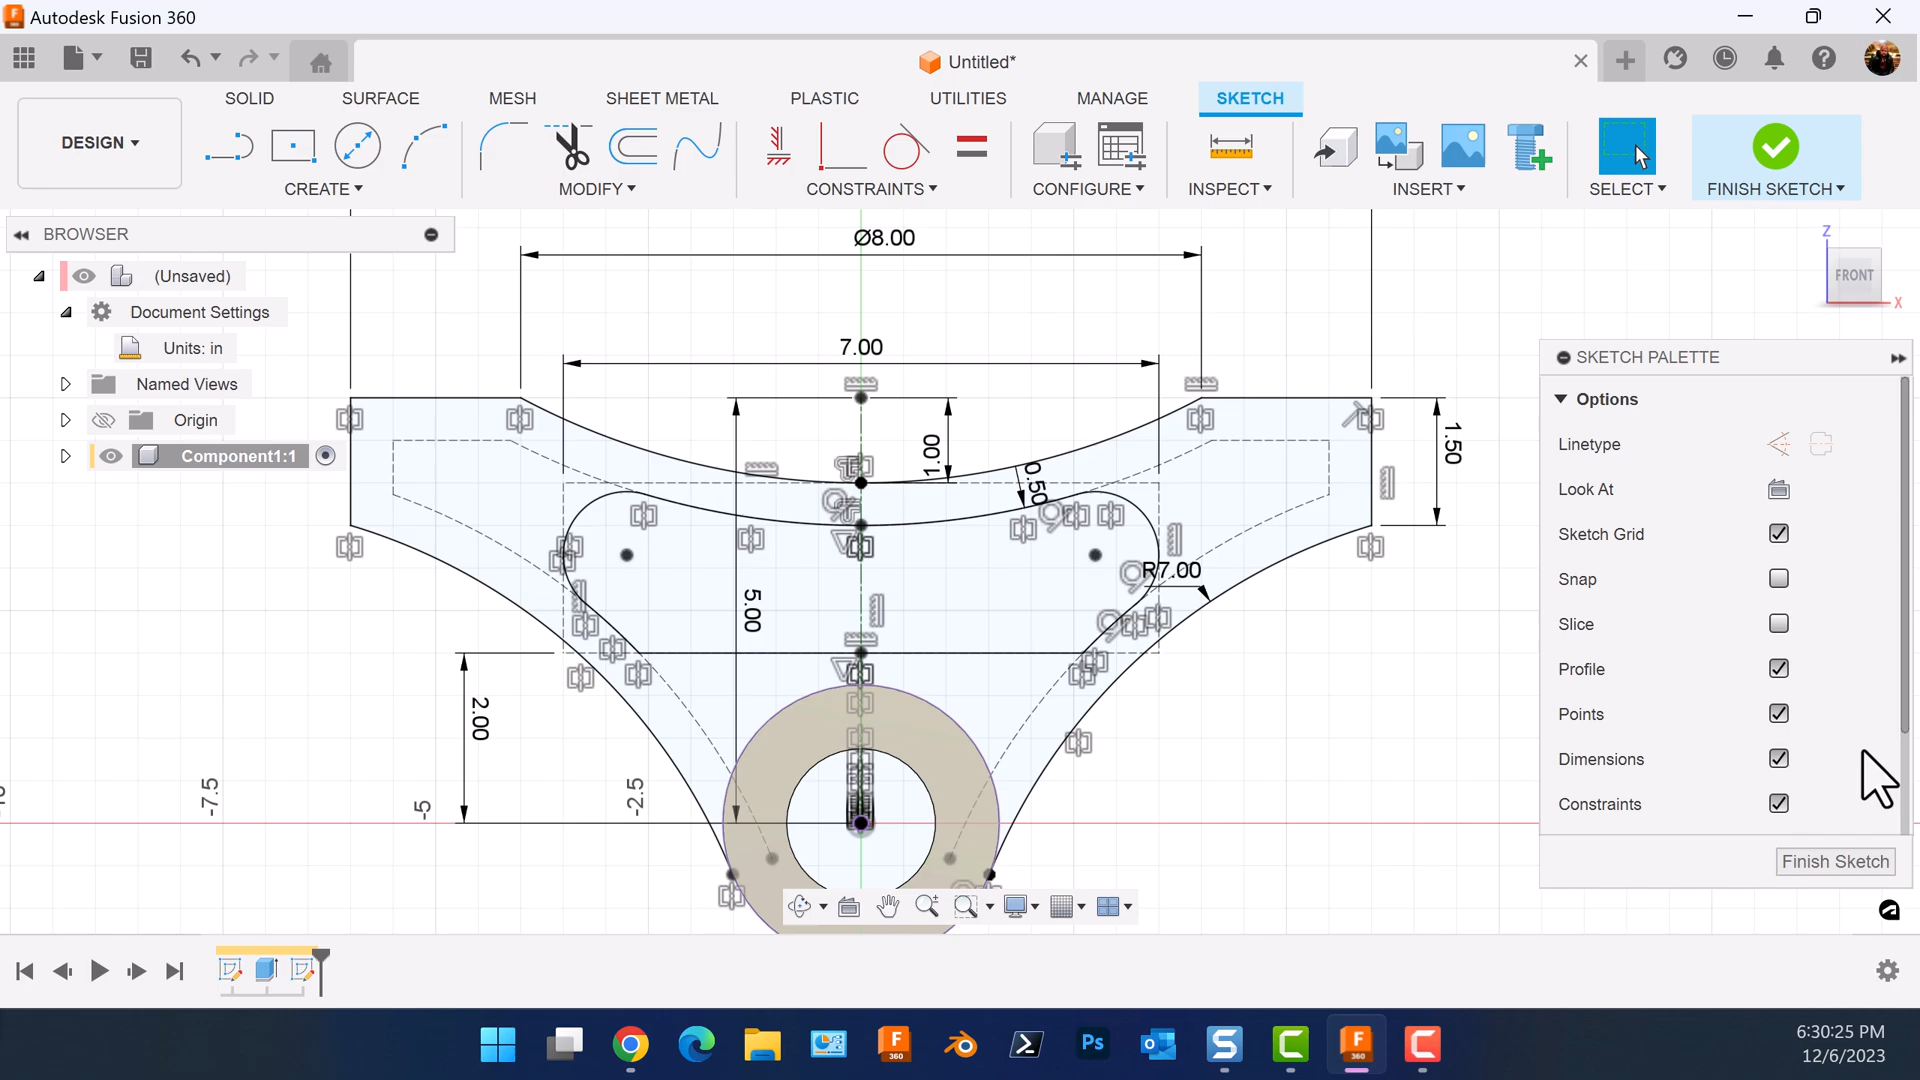 Autodesk Fusion 360
Untitled*
DESIGN
SOLID
SURFACE
MESH
SHEET METAL
PLASTIC
UTILITIES
MANAGE
SKETCH
CREATE
MODIFY
CONSTRAINTS
CONFIGURE
INSPECT
INSERT
SELECT
FINISH SKETCH
BROWSER
(Unsaved)
Document Settings
Units: in
Named Views
Origin
Component1:1
Ø8.00
7.00
1.00
0.50
1.50
R7.00
5.00
2.00
-7.5
-5
-2.5
Z
FRONT
X
SKETCH PALETTE
Options
Linetype
Look At
Sketch Grid
Snap
Slice
Profile
Points
Dimensions
Constraints
Finish Sketch
F
360
Ps
S
C
F
360
C
6:30:25 PM
12/6/2023